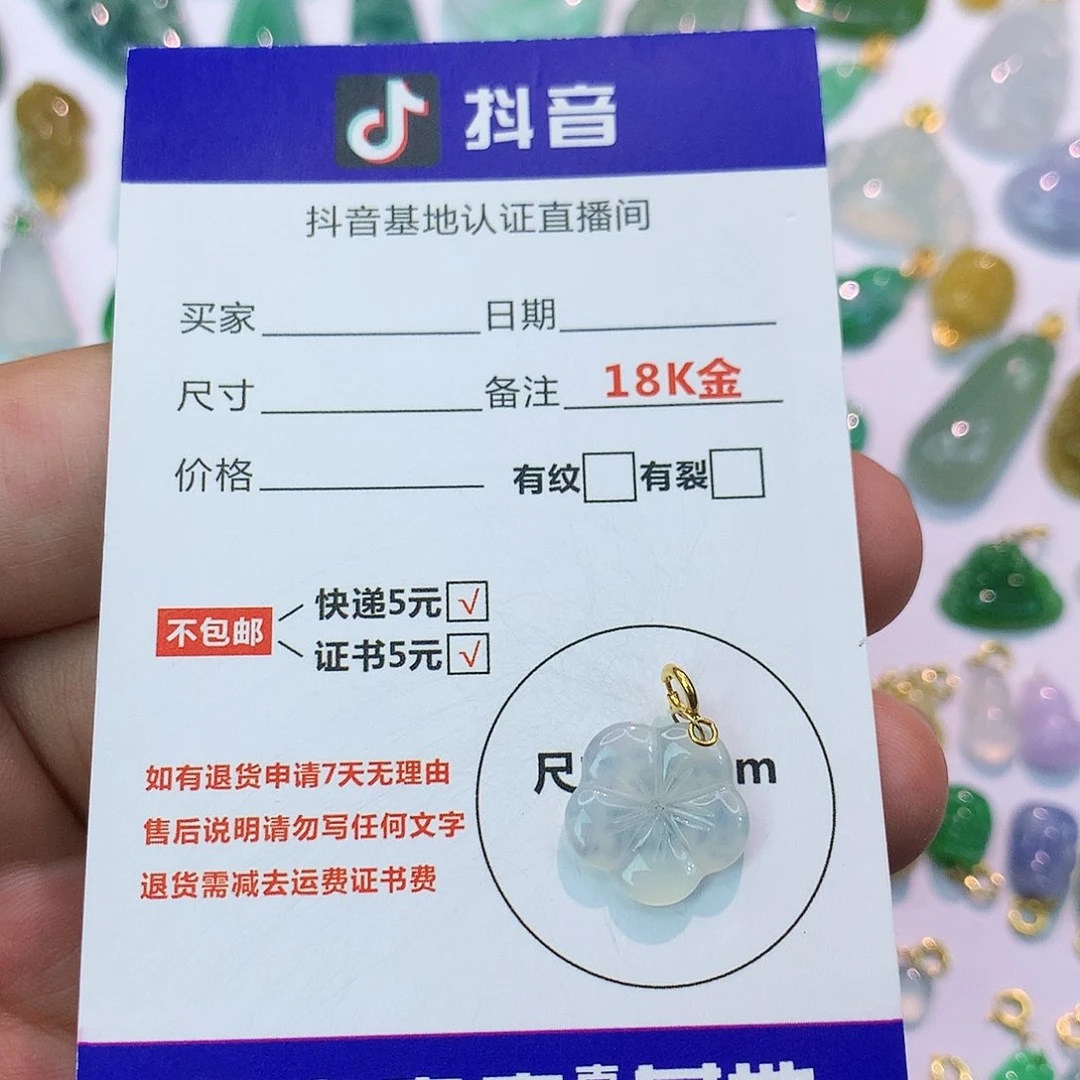 抖音
抖音基地认证直播间
买家 日期
尺寸 备注 18K金
价格 有纹 有裂
不包邮
快递5元 √
证书5元 √
尺 m
如有退货申请7天无理由
售后说明请勿写任何文字
退货需减去运费证书费